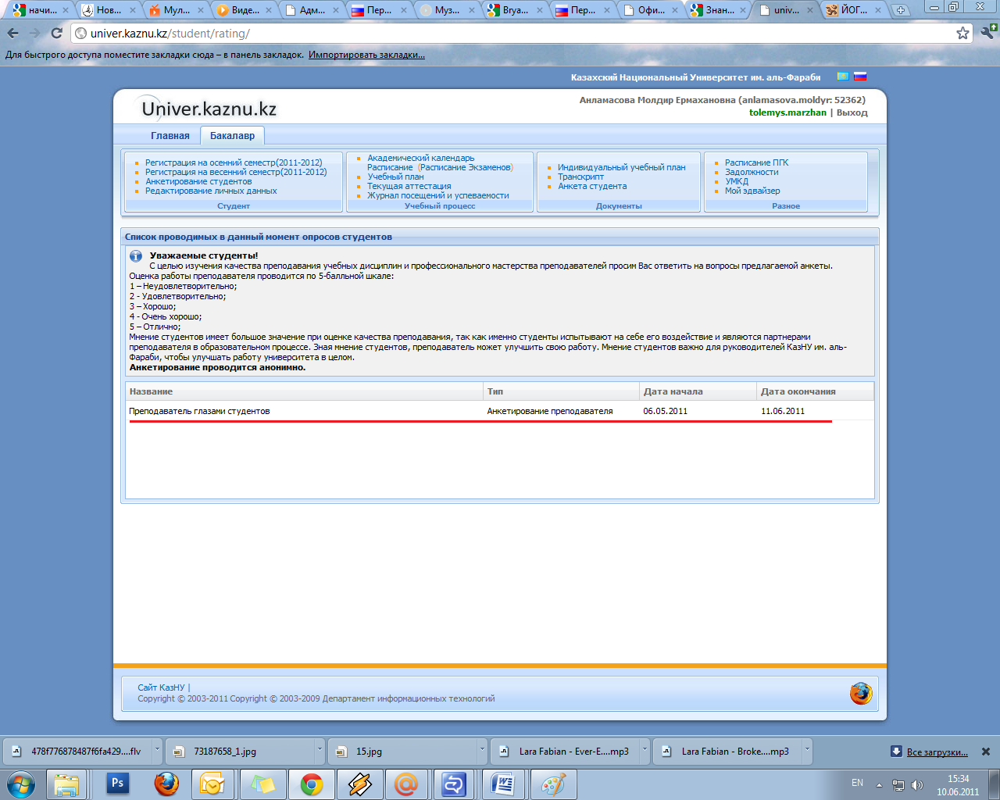 начи... Нов... Мул... Виде... Адм... Пер... Муз... Brya... Пер... Офи... Знан... univ... ЙОГ...
univer.kaznu.kz/student/rating/
Для быстрого доступа поместите закладки сюда – в панель закладок. Импортировать закладки...
Казахский Национальный Университет им. аль-Фараби
Univer.kaznu.kz
Анламасова Молдир Ермахановна (anlamasova.moldyr: 52362)
tolemys.marzhan | Выход
Главная Бакалавр
Регистрация на осенний семестр(2011-2012)
Регистрация на весенний семестр(2011-2012)
Анкетирование студентов
Редактирование личных данных
Студент
Академический календарь
Расписание (Расписание Экзаменов)
Учебный план
Текущая аттестация
Журнал посещений и успеваемости
Учебный процесс
Индивидуальный учебный план
Транскрипт
Анкета студента
Документы
Расписание ПГК
Задолжности
УМКД
Мой эдвайзер
Разное
Список проводимых в данный момент опросов студентов
Уважаемые студенты!
С целью изучения качества преподавания учебных дисциплин и профессионального мастерства преподавателей просим Вас ответить на вопросы предлагаемой анкеты.
Оценка работы преподавателя проводится по 5-балльной шкале:
1 – Неудовлетворительно;
2 - Удовлетворительно;
3 – Хорошо;
4 - Очень хорошо;
5 – Отлично;
Мнение студентов имеет большое значение при оценке качества преподавания, так как именно студенты испытывают на себе его воздействие и являются партнерами
преподавателя в образовательном процессе. Зная мнение студентов, преподаватель может улучшить свою работу. Мнение студентов важно для руководителей КазНУ им. аль-
Фараби, чтобы улучшать работу университета в целом.
Анкетирование проводится анонимно.
Название Тип Дата начала Дата окончания
Преподаватель глазами студентов Анкетирование преподавателя 06.05.2011 11.06.2011
Сайт КазНУ |
Copyright © 2003-2011 Copyright © 2003-2009 Департамент информационных технологий
478f776878487f6fa429....flv 73187658_1.jpg 15.jpg Lara Fabian - Ever-E....mp3 Lara Fabian - Broke....mp3 Все загрузки...
Ps EN 15:34
10.06.2011